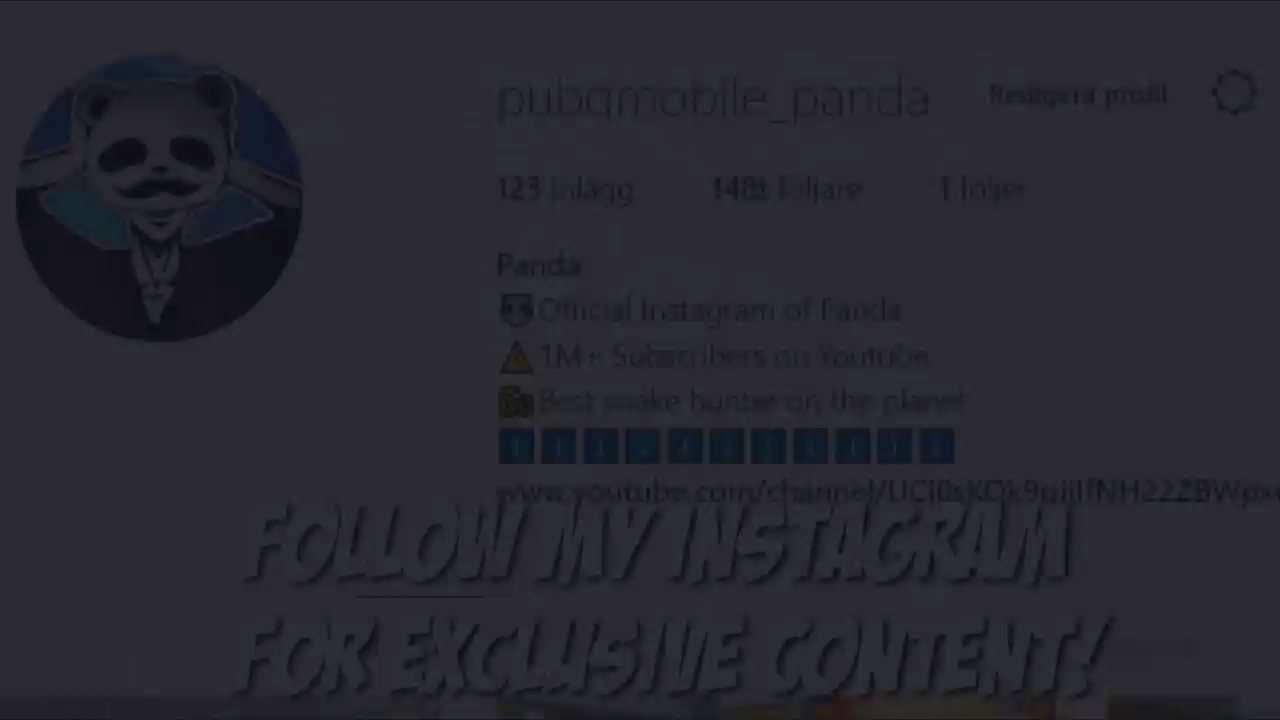 pubgmobile_panda Redigera profil
123 inlägg 148t följare 1 följer
Panda
Official Instagram of Panda
1M+ Subscribers on Youtube
Best snake hunter on the planet
FOLLOW MY INSTAGRAM
FOR EXCLUSIVE CONTENT!